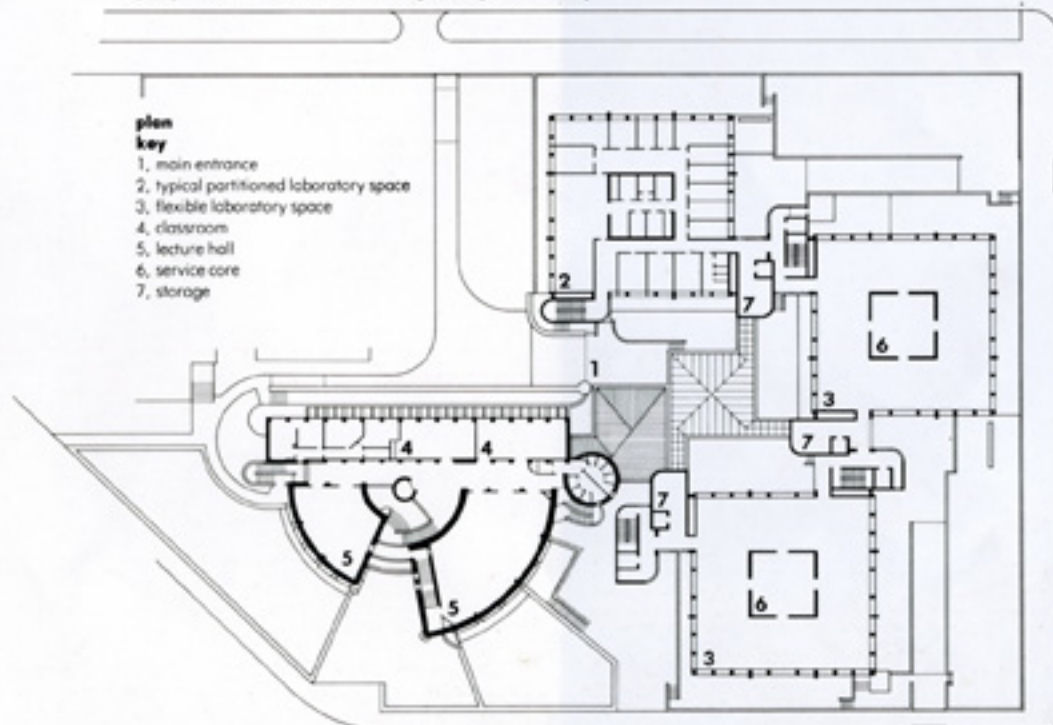 plan
key
1, main entrance
2, typical partitioned laboratory space
3, flexible laboratory space
4, classroom
5, lecture hall
6, service core
7, storage
2
7
6
1
3
4
4
7
7
5
5
6
3